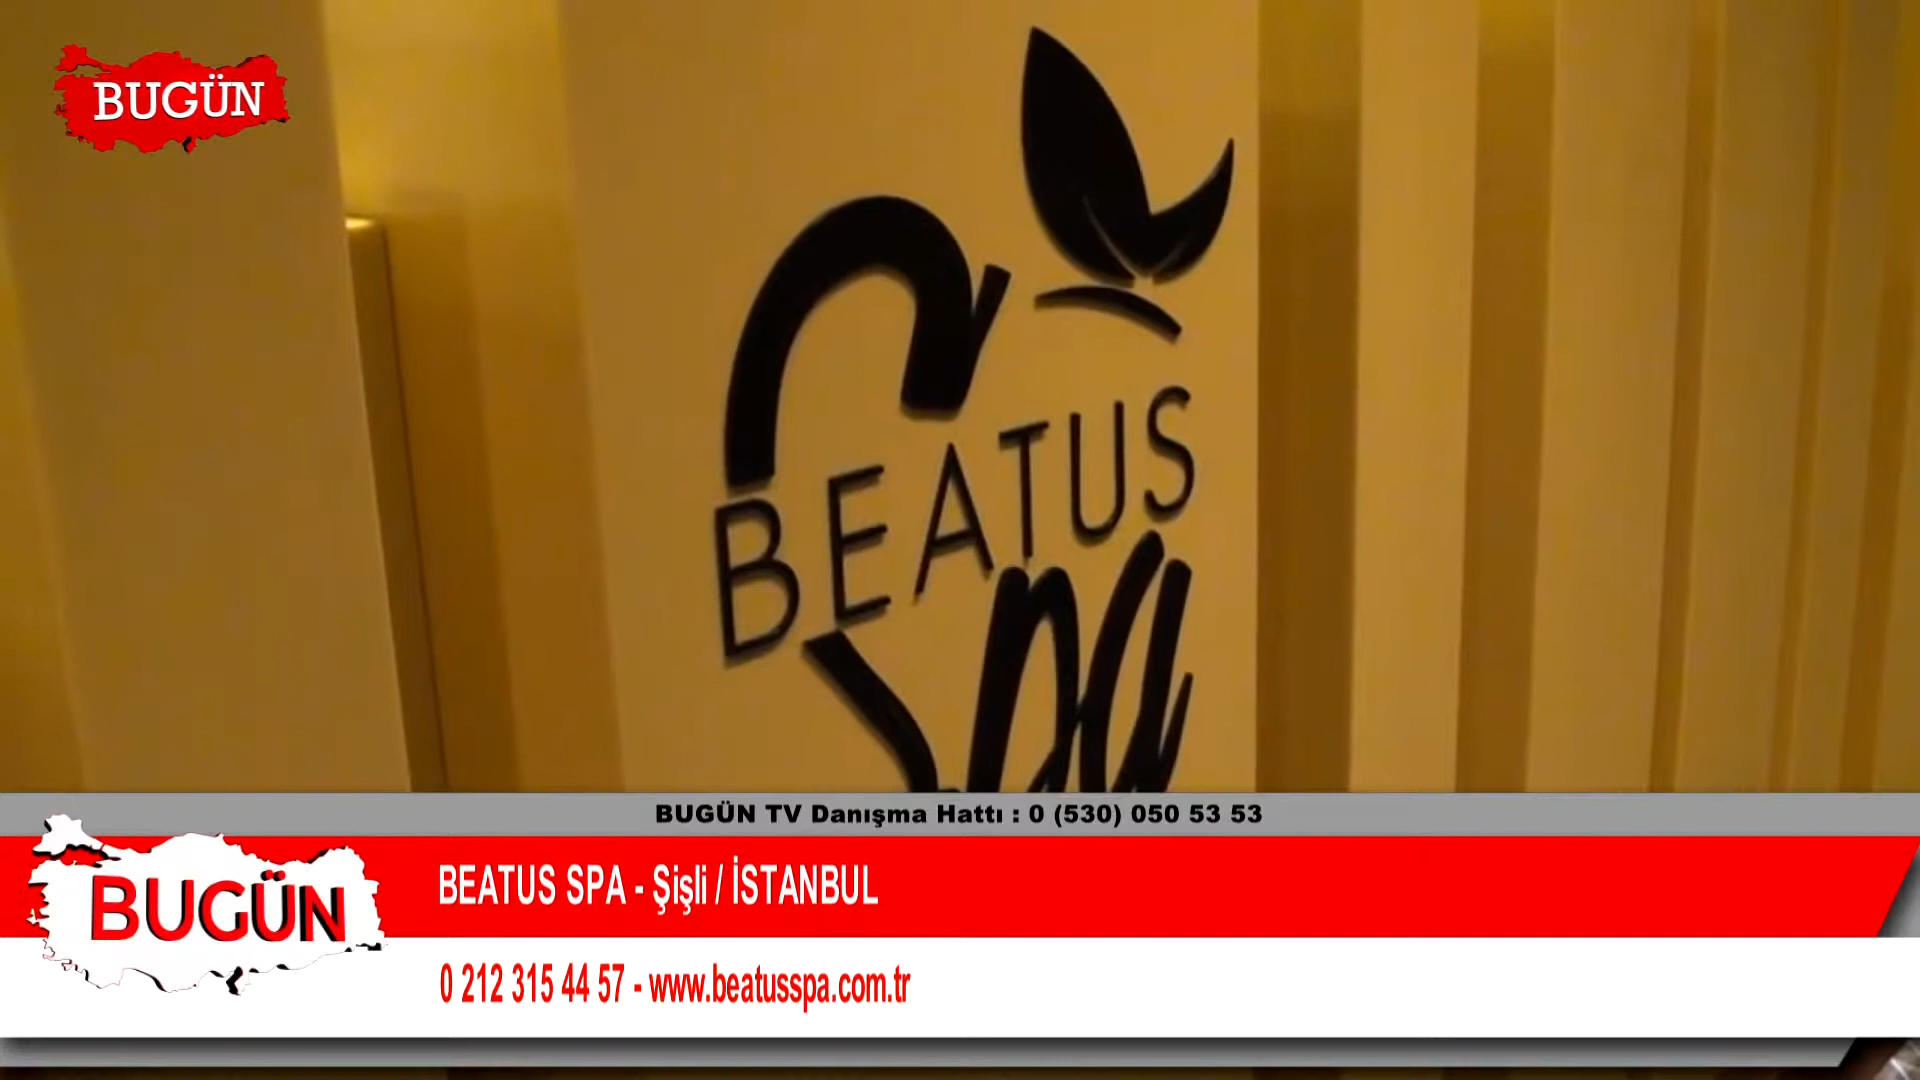 BUGÜN
BEATUS
Spa
BUGÜN TV Danışma Hattı : 0 (530) 050 53 53
BUGÜN
BEATUS SPA - Şişli / İSTANBUL
0 212 315 44 57 - www.beatusspa.com.tr